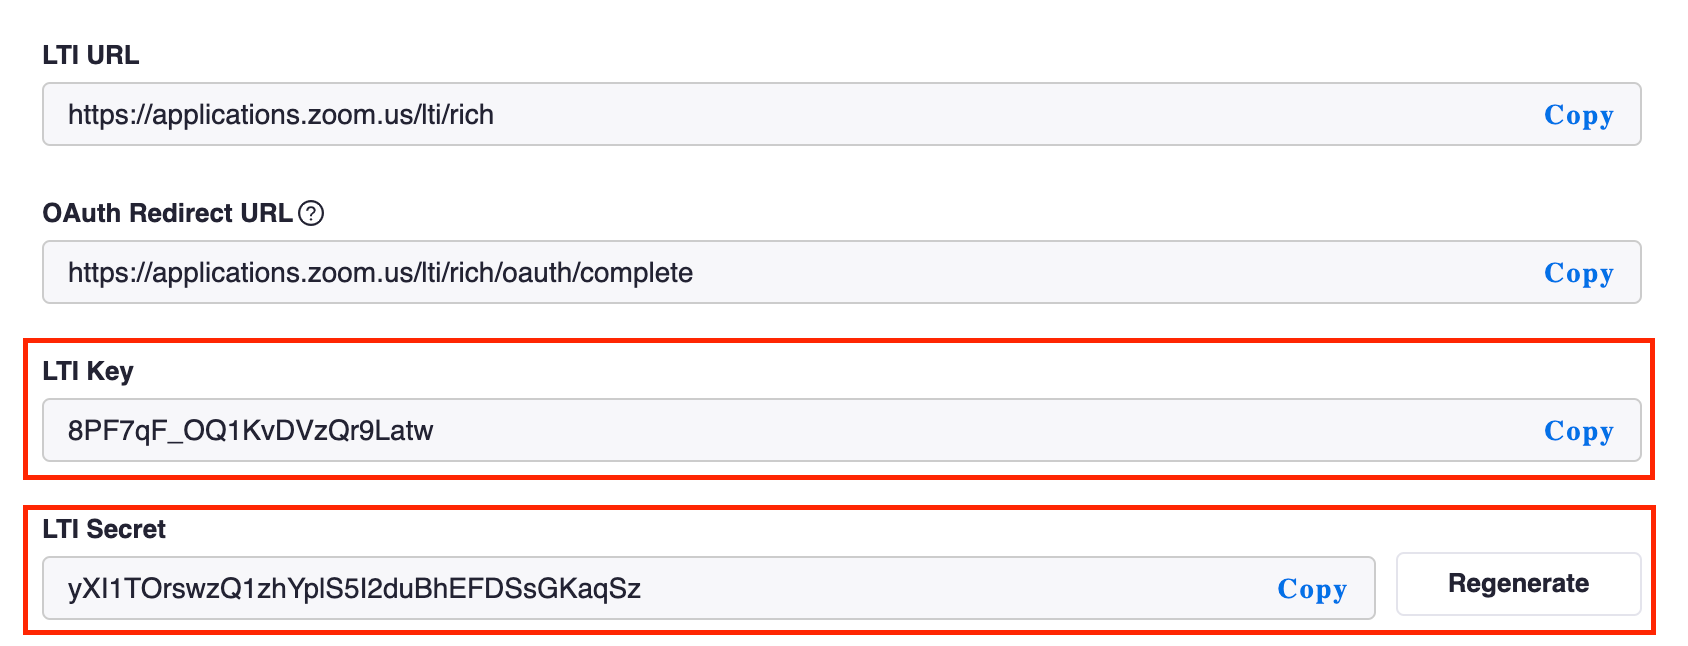 LTI URL
https://applications.zoom.us/lti/rich
Copy
OAuth Redirect URL ?
https://applications.zoom.us/lti/rich/oauth/complete
Copy
LTI Key
8PF7qF_OQ1KvDVzQr9Latw
Copy
LTI Secret
yXI1TOrswzQ1zhYplS5I2duBhEFDSsGKaqSz
Copy
Regenerate